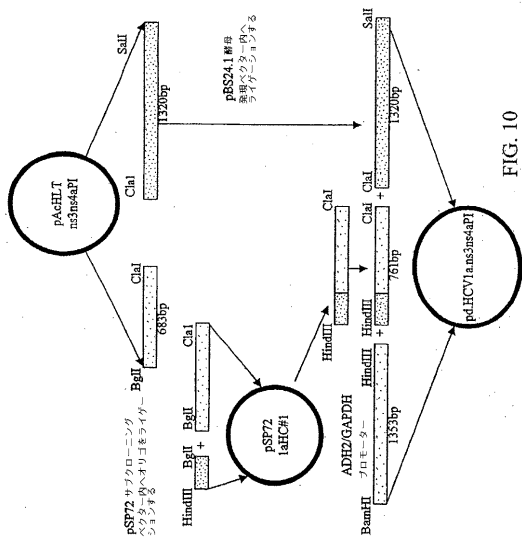 pAcHLT
ns3ns4aPI
BglI
ClaI
683bp
ClaI
SalI
1320bp
pSP72 サブクローニング
ベクター内へオリゴをライゲー
ションする
HindIII
BglI
+
BglI
Cla1
pSP72
1aHC#1
HindIII
ClaI
pBS24.1 酵母
発現ベクター内へ
ライゲーションする
ADH2/GAPDH
プロモーター
BamHI
HindIII
1353bp
+
HindIII
ClaI
761bp
+
ClaI
SalI
1320bp
pd.HCV1a.ns3ns4aPI
FIG. 10